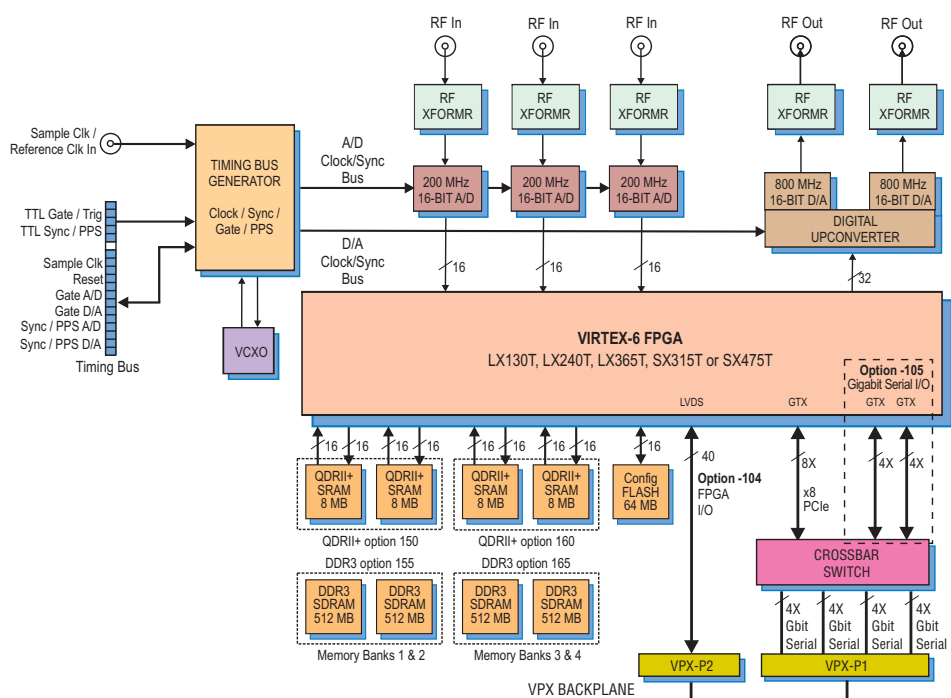 RF In
RF In
RF In
RF Out
RF Out
RF
XFORMR
RF
XFORMR
RF
XFORMR
RF
XFORMR
RF
XFORMR
Sample Clk /
Reference Clk In
TIMING BUS
GENERATOR
Clock / Sync /
Gate / PPS
A/D
Clock/Sync
Bus
200 MHz
16-BIT A/D
200 MHz
16-BIT A/D
200 MHz
16-BIT A/D
800 MHz
16-BIT D/A
800 MHz
16-BIT D/A
DIGITAL
UPCONVERTER
TTL Gate / Trig
TTL Sync / PPS
Sample Clk
Reset
Gate A/D
Gate D/A
Sync / PPS A/D
Sync / PPS D/A
Timing Bus
D/A
Clock/Sync
Bus
16
16
16
32
VCXO
VIRTEX-6 FPGA
LX130T, LX240T, LX365T, SX315T or SX475T
Option -105
Gigabit Serial I/O
LVDS
GTX
GTX
GTX
16
16
16
16
16
16
16
16
16
40
8X
4X
4X
QDRII+
SRAM
8 MB
QDRII+
SRAM
8 MB
QDRII+
SRAM
8 MB
QDRII+
SRAM
8 MB
Config
FLASH
64 MB
Option -104
FPGA
I/O
x8
PCIe
QDRII+ option 150
QDRII+ option 160
DDR3 option 155
DDR3 option 165
DDR3
SDRAM
512 MB
DDR3
SDRAM
512 MB
DDR3
SDRAM
512 MB
DDR3
SDRAM
512 MB
Memory Banks 1 & 2
Memory Banks 3 & 4
CROSSBAR
SWITCH
4X
Gbit
Serial
4X
Gbit
Serial
4X
Gbit
Serial
4X
Gbit
Serial
VPX-P2
VPX-P1
VPX BACKPLANE